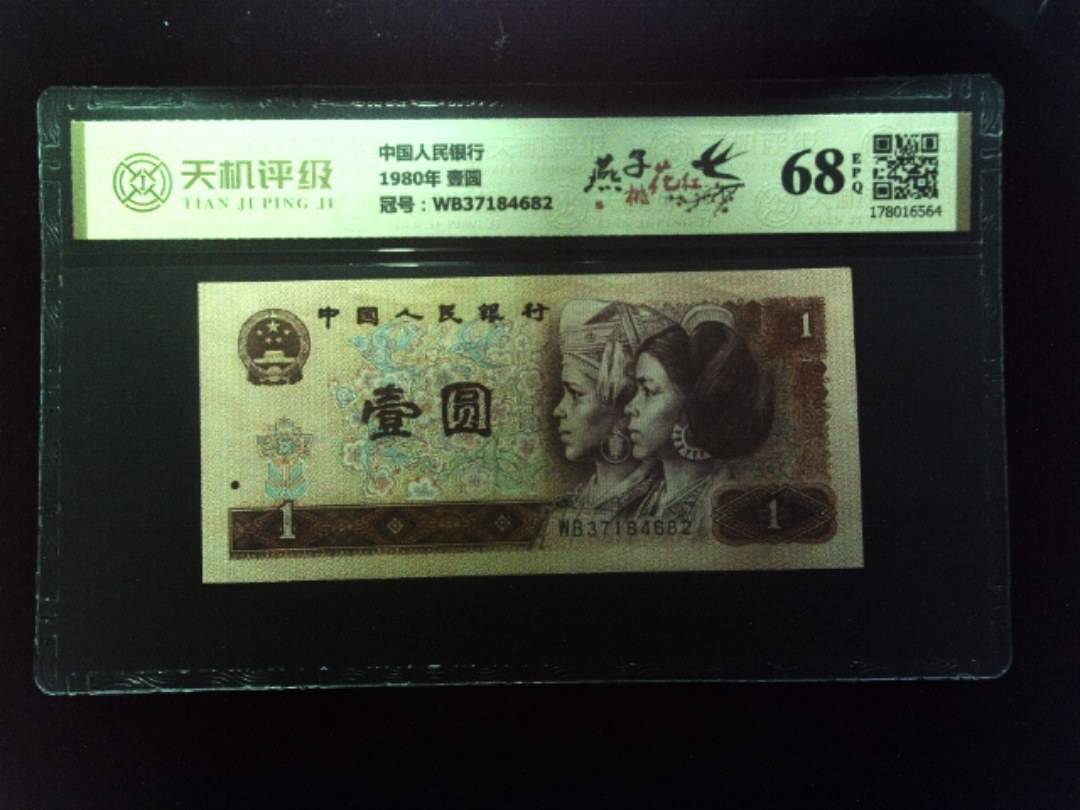 天机评级
TIAN JI PING JI
中国人民银行
1980年 壹圆
冠号：WB37184682
燕子
桃花红
68
EPQ
178016564
中国人民银行
壹圆
1
1
WB37184682
1